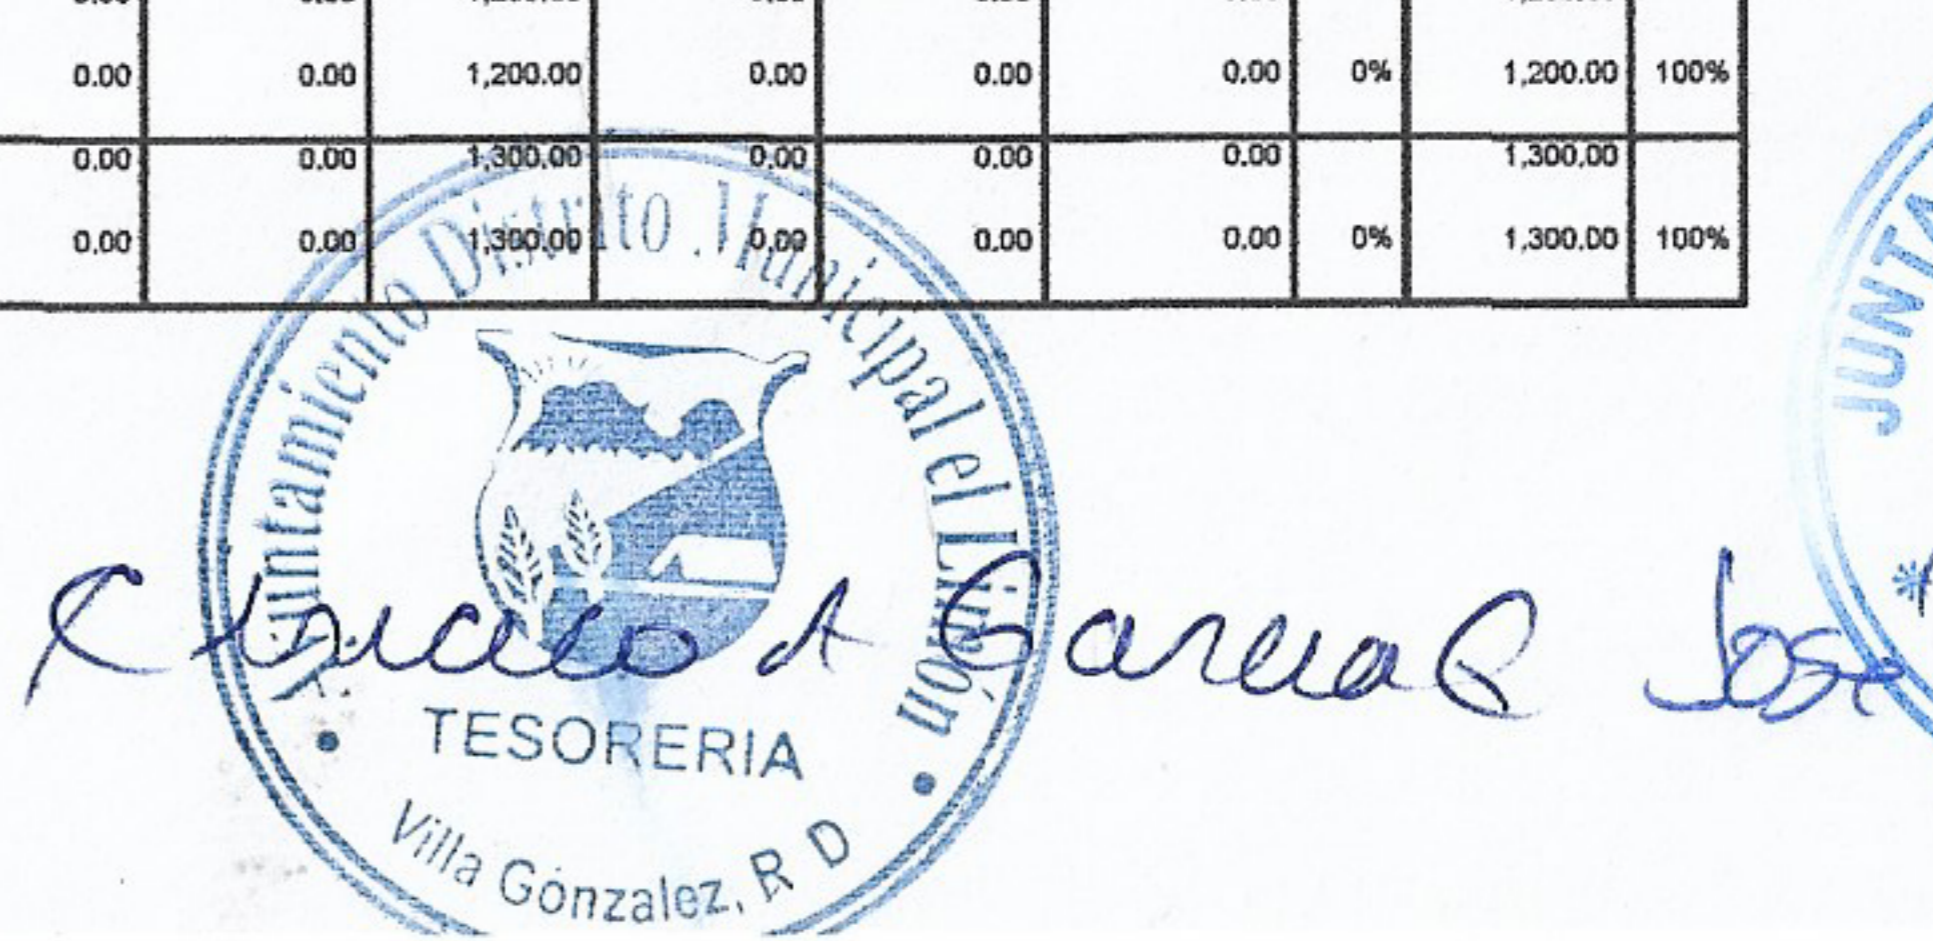 0.00 0.00 1,200.00 0.00 0.00 0.00 0% 1,200.00 100%
0.00 0.00 1,300.00 0.00 0.00 0.00 1,300.00
0.00 0.00 1,300.00 0.00 0.00 0.00 0% 1,300.00 100%
Ayuntamiento Distrito Municipal el Limón
TESORERIA
Villa Gónzalez, R D
JUNTA
A Garcia
Jose